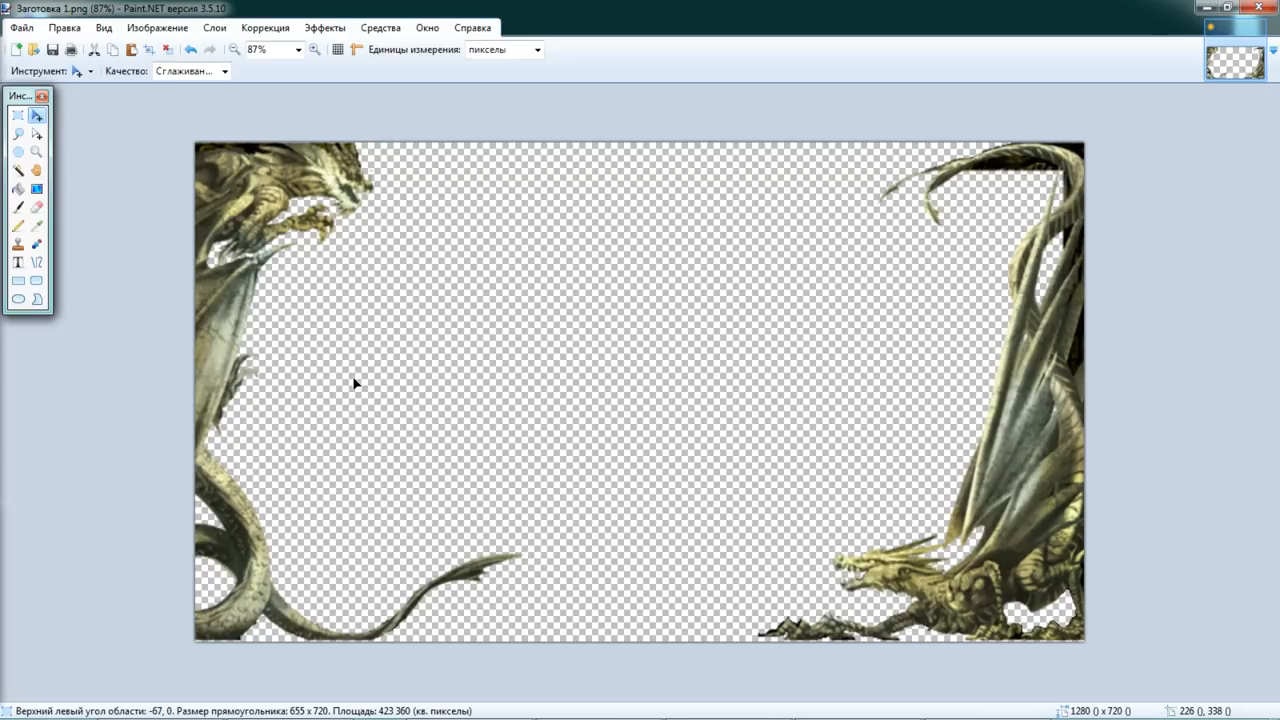 Заготовка 1.png (87%) - Paint.NET версия 3.5.10
Файл Правка Вид Изображение Слои Коррекция Эффекты Средства Окно Справка
87% Единицы измерения: пикселы
Инструмент: Качество: Сглаживан...
Инс...
Верхний левый угол области: -67, 0. Размер прямоугольника: 655 x 720. Площадь: 423 360 (кв. пикселы) 1280 () x 720 () 226 (), 338 ()